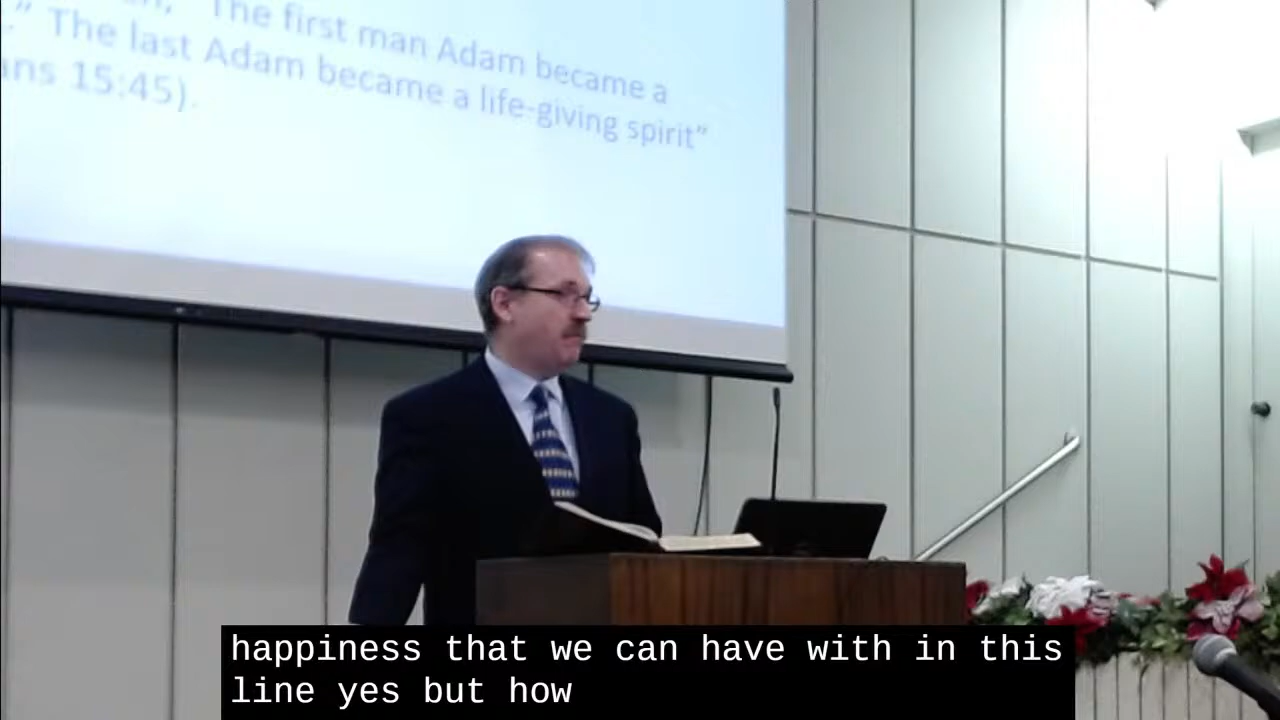 The first man Adam became a
.” The last Adam became a life-giving spirit”
ans 15:45).
happiness that we can have with in this
line yes but how